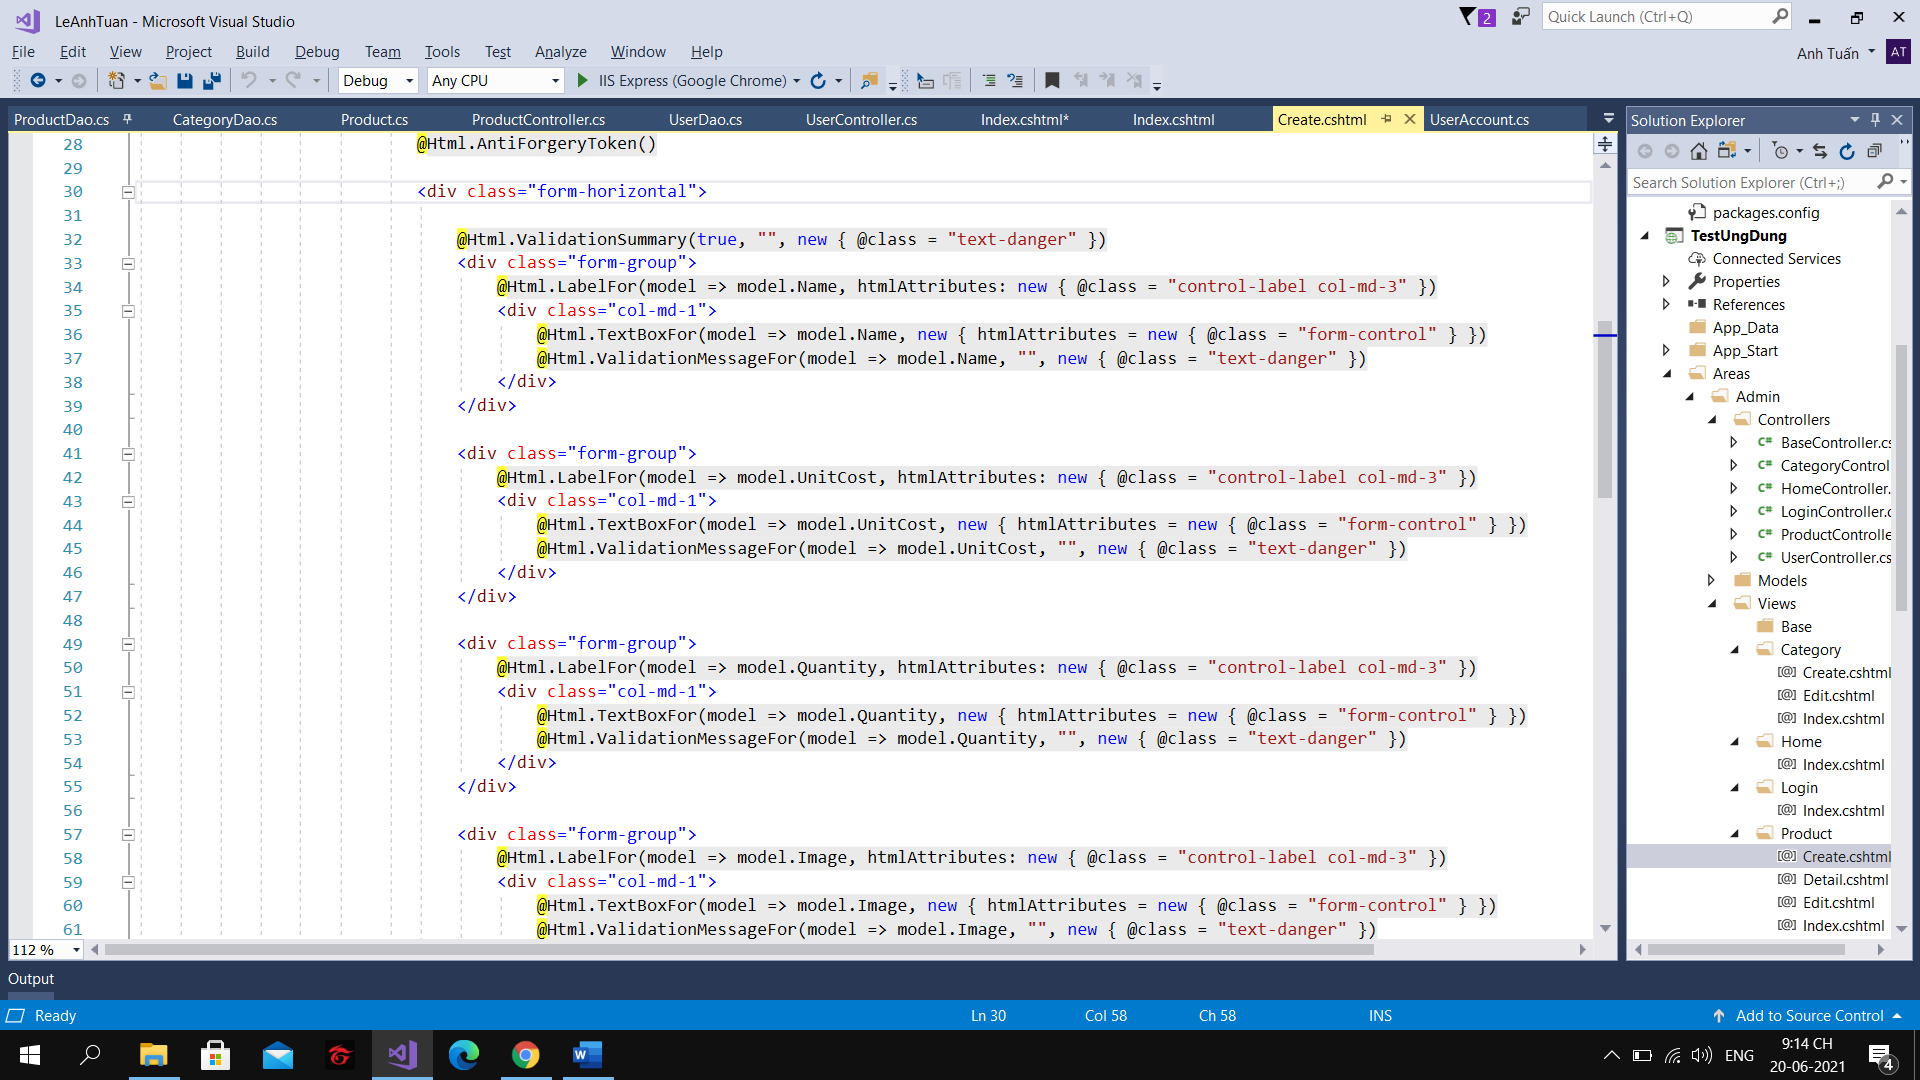 LeAnhTuan - Microsoft Visual Studio
2
Quick Launch (Ctrl+Q)
File Edit View Project Build Debug Team Tools Test Analyze Window Help
Anh Tuấn AT
Debug Any CPU IIS Express (Google Chrome)
ProductDao.cs CategoryDao.cs Product.cs ProductController.cs UserDao.cs UserController.cs Index.cshtml* Index.cshtml Create.cshtml UserAccount.cs
28 @Html.AntiForgeryToken()
29
30 <div class="form-horizontal">
31
32 @Html.ValidationSummary(true, "", new { @class = "text-danger" })
33 <div class="form-group">
34 @Html.LabelFor(model => model.Name, htmlAttributes: new { @class = "control-label col-md-3" })
35 <div class="col-md-1">
36 @Html.TextBoxFor(model => model.Name, new { htmlAttributes = new { @class = "form-control" } })
37 @Html.ValidationMessageFor(model => model.Name, "", new { @class = "text-danger" })
38 </div>
39 </div>
40
41 <div class="form-group">
42 @Html.LabelFor(model => model.UnitCost, htmlAttributes: new { @class = "control-label col-md-3" })
43 <div class="col-md-1">
44 @Html.TextBoxFor(model => model.UnitCost, new { htmlAttributes = new { @class = "form-control" } })
45 @Html.ValidationMessageFor(model => model.UnitCost, "", new { @class = "text-danger" })
46 </div>
47 </div>
48
49 <div class="form-group">
50 @Html.LabelFor(model => model.Quantity, htmlAttributes: new { @class = "control-label col-md-3" })
51 <div class="col-md-1">
52 @Html.TextBoxFor(model => model.Quantity, new { htmlAttributes = new { @class = "form-control" } })
53 @Html.ValidationMessageFor(model => model.Quantity, "", new { @class = "text-danger" })
54 </div>
55 </div>
56
57 <div class="form-group">
58 @Html.LabelFor(model => model.Image, htmlAttributes: new { @class = "control-label col-md-3" })
59 <div class="col-md-1">
60 @Html.TextBoxFor(model => model.Image, new { htmlAttributes = new { @class = "form-control" } })
61 @Html.ValidationMessageFor(model => model.Image, "", new { @class = "text-danger" })
112 %
Solution Explorer
Search Solution Explorer (Ctrl+;)
packages.config
TestUngDung
Connected Services
Properties
References
App_Data
App_Start
Areas
Admin
Controllers
C# BaseController.cs
C# CategoryControl
C# HomeController.
C# LoginController.c
C# ProductControlle
C# UserController.cs
Models
Views
Base
Category
[@] Create.cshtml
[@] Edit.cshtml
[@] Index.cshtml
Home
[@] Index.cshtml
Login
[@] Index.cshtml
Product
[@] Create.cshtml
[@] Detail.cshtml
[@] Edit.cshtml
[@] Index.cshtml
Output
Ready Ln 30 Col 58 Ch 58 INS Add to Source Control
W
ENG
9:14 CH
20-06-2021
4